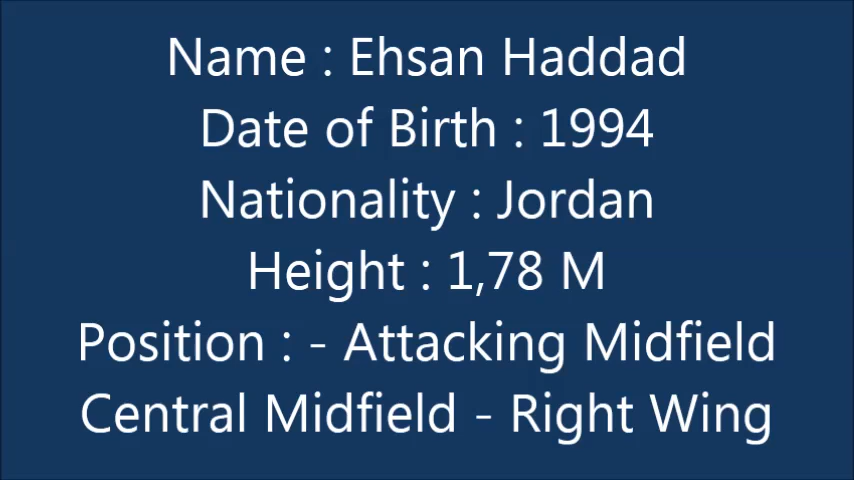 Name : Ehsan Haddad
Date of Birth : 1994
Nationality : Jordan
Height : 1,78 M
Position : - Attacking Midfield
Central Midfield - Right Wing